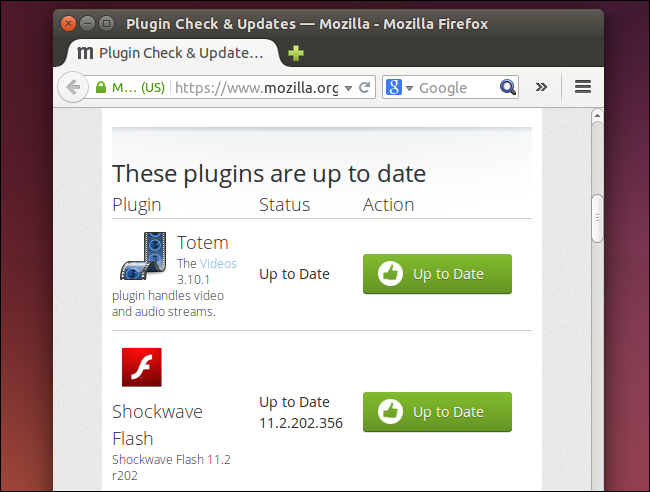 Plugin Check & Updates — Mozilla - Mozilla Firefox
m Plugin Check & Update...
M... (US) https://www.mozilla.org
Google
These plugins are up to date
Plugin Status Action
Totem
The Videos
3.10.1
plugin handles video
and audio streams.
Up to Date
Up to Date
Shockwave
Flash
Shockwave Flash 11.2
r202
Up to Date
11.2.202.356
Up to Date